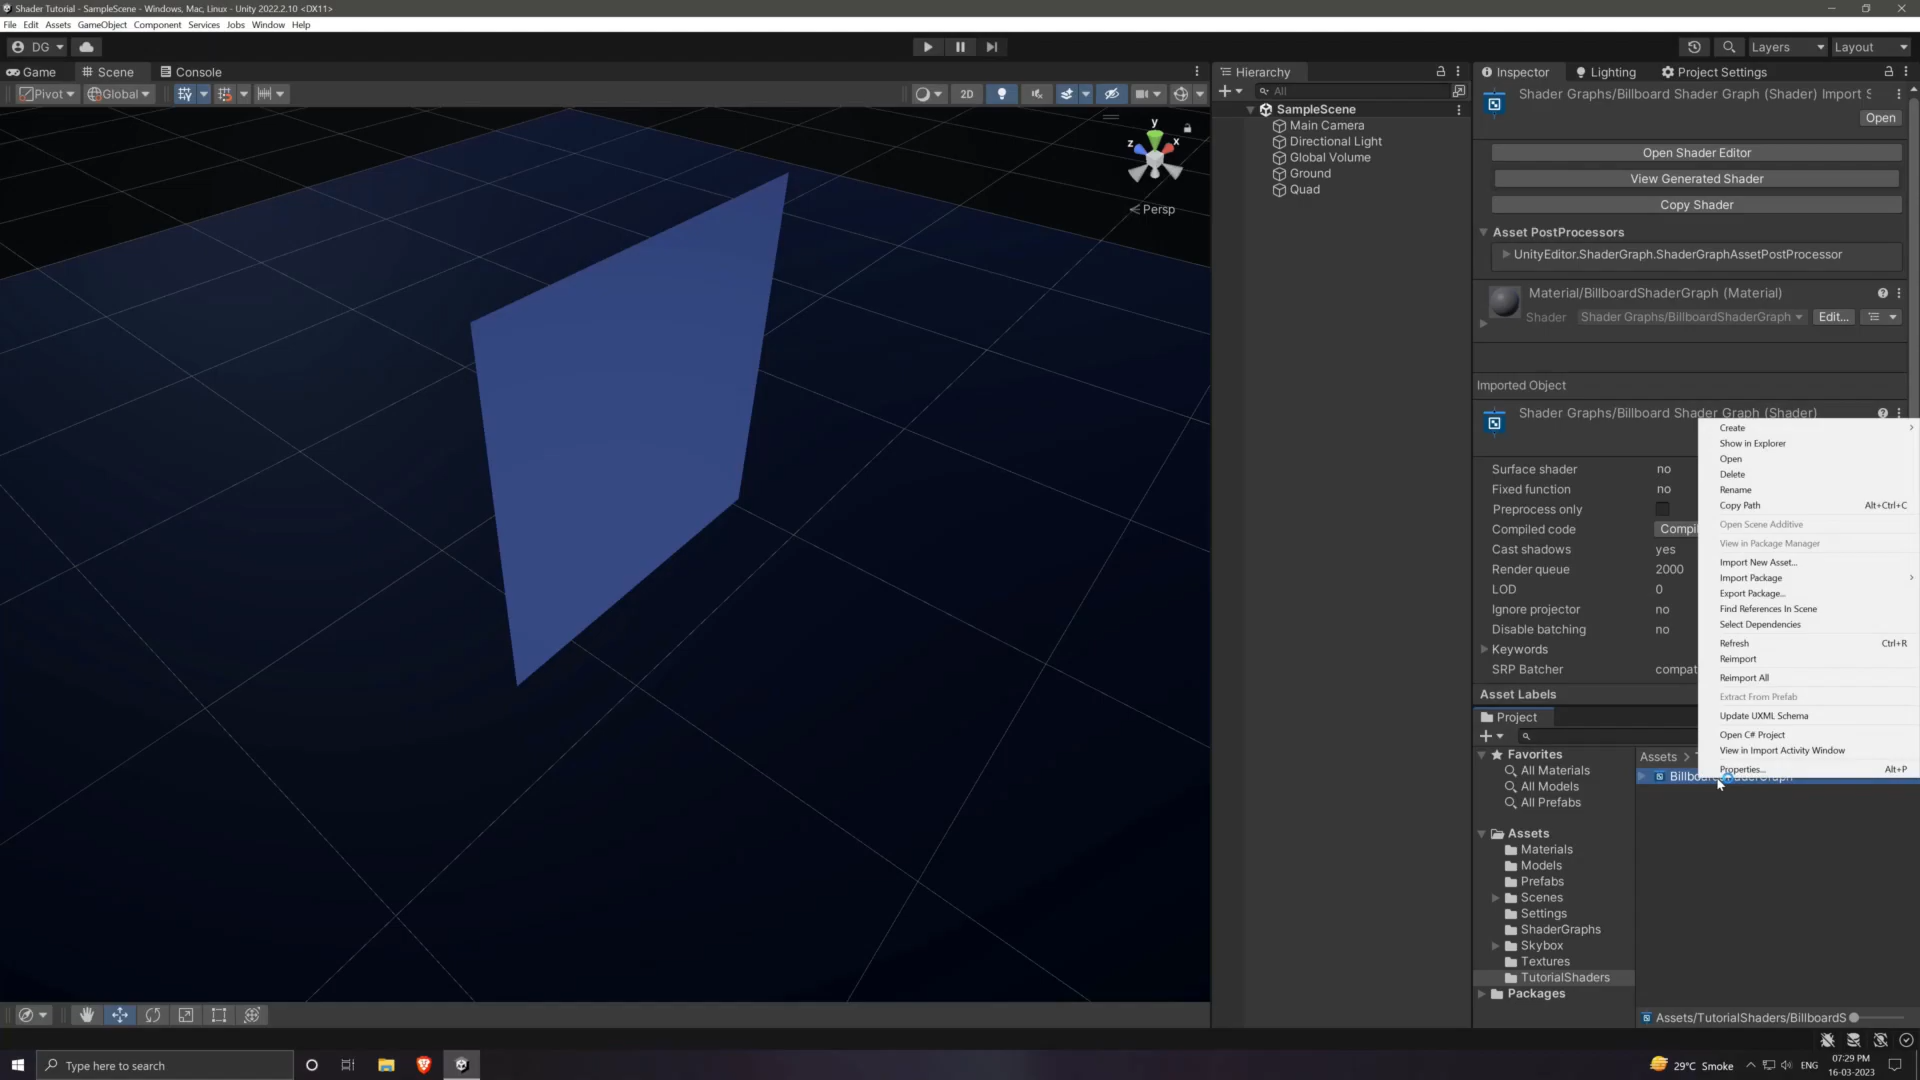 Shader Tutorial - SampleScene - Windows, Mac, Linux - Unity 2022.2.10 <DX11>
File Edit Assets GameObject Component Services Jobs Window Help
DG
Layers
Layout
Game
Scene
Console
Pivot
Global
2D
y
z
x
Persp
Hierarchy
All
SampleScene
Main Camera
Directional Light
Global Volume
Ground
Quad
Inspector
Lighting
Project Settings
Shader Graphs/Billboard Shader Graph (Shader) Import S
Open
Open Shader Editor
View Generated Shader
Copy Shader
Asset PostProcessors
UnityEditor.ShaderGraph.ShaderGraphAssetPostProcessor
Material/BillboardShaderGraph (Material)
Shader Shader Graphs/BillboardShaderGraph Edit...
Imported Object
Shader Graphs/Billboard Shader Graph (Shader)
Surface shader no
Fixed function no
Preprocess only
Compiled code Compil
Cast shadows yes
Render queue 2000
LOD 0
Ignore projector no
Disable batching no
Keywords
SRP Batcher compat
Asset Labels
Create
Show in Explorer
Open
Delete
Rename
Copy Path Alt+Ctrl+C
Open Scene Additive
View in Package Manager
Import New Asset...
Import Package
Export Package...
Find References In Scene
Select Dependencies
Refresh Ctrl+R
Reimport
Reimport All
Extract From Prefab
Update UXML Schema
Open C# Project
View in Import Activity Window
Properties... Alt+P
Project
Favorites
All Materials
All Models
All Prefabs
Assets
Materials
Models
Prefabs
Scenes
Settings
ShaderGraphs
Skybox
Textures
TutorialShaders
Packages
Assets >
Assets/TutorialShaders/BillboardS
Type here to search
29°C Smoke
ENG
07:29 PM
16-03-2023